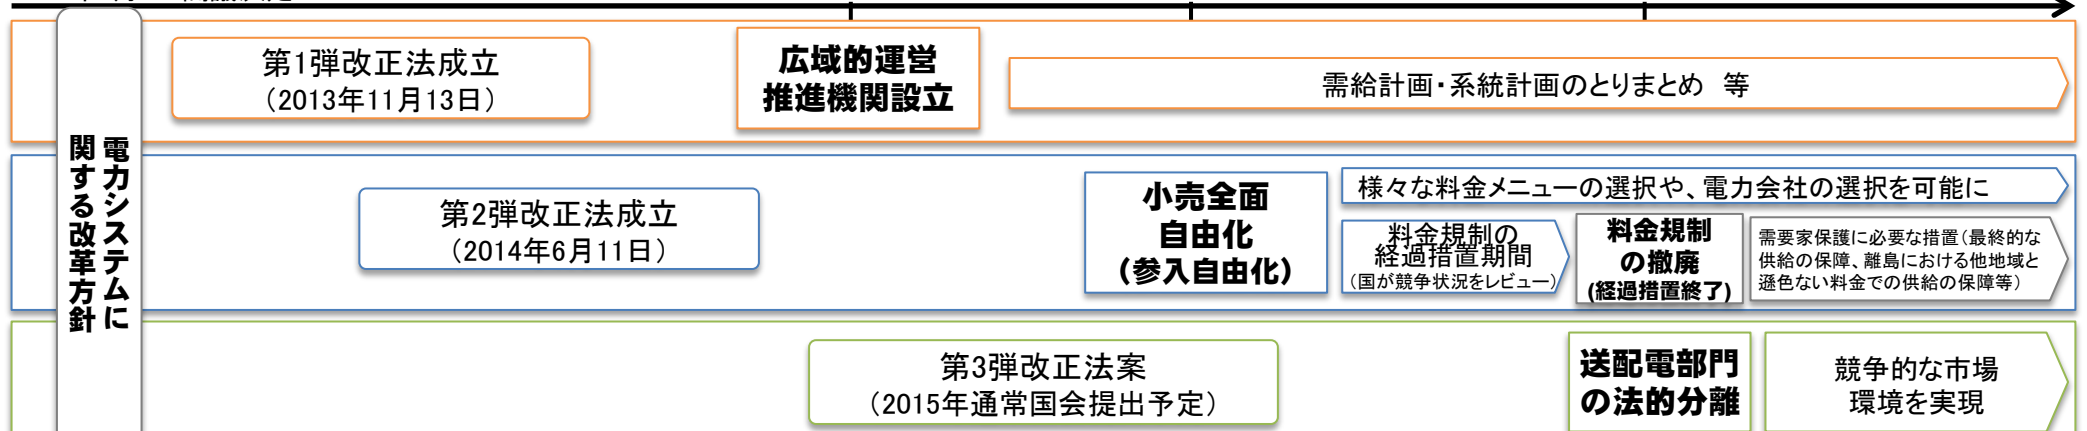 電力システムに
関する改革方針
第1弾改正法成立
（2013年11月13日）
広域的運営
推進機関設立
需給計画・系統計画のとりまとめ　等
第2弾改正法成立
（2014年6月11日）
小売全面
自由化
（参入自由化）
様々な料金メニューの選択や、電力会社の選択を可能に
料金規制の
経過措置期間
（国が競争状況をレビュー）
料金規制
の撤廃
(経過措置終了)
需要家保護に必要な措置（最終的な
供給の保障、離島における他地域と
遜色ない料金での供給の保障等）
第3弾改正法案
（2015年通常国会提出予定）
送配電部門
の法的分離
競争的な市場
環境を実現